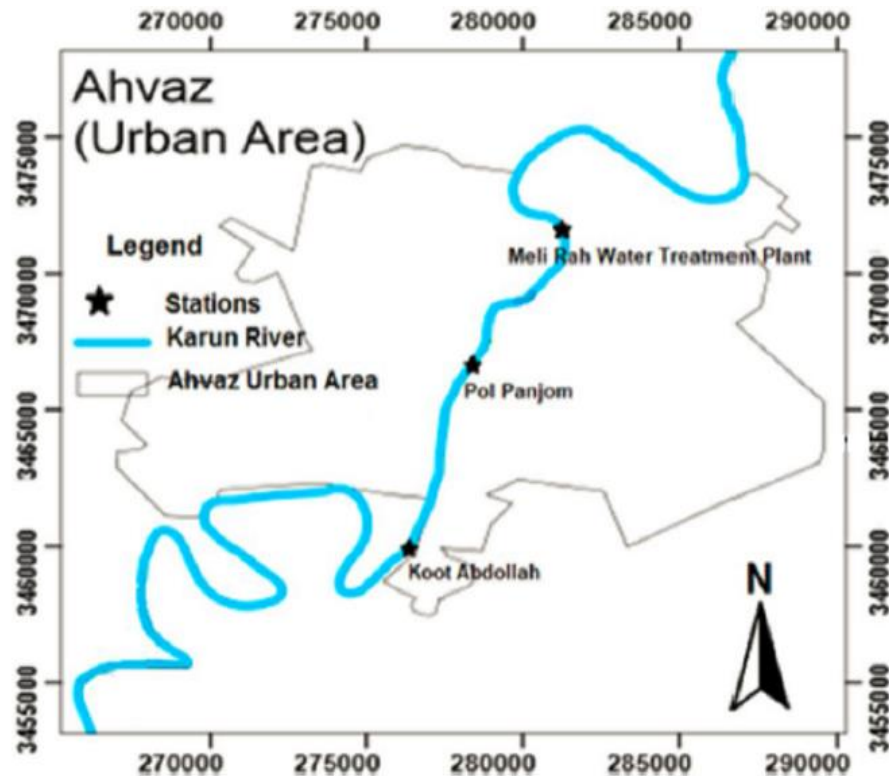 270000 275000 280000 285000 290000
Ahvaz
(Urban Area)
3475000
3475000
Legend
Meli Rah Water Treatment Plant
3470000
3470000
Stations
Karun River
Ahvaz Urban Area
Pol Panjom
3465000
3465000
3460000
3460000
Koot Abdollah
N
3455000
3455000
270000 275000 280000 285000 290000